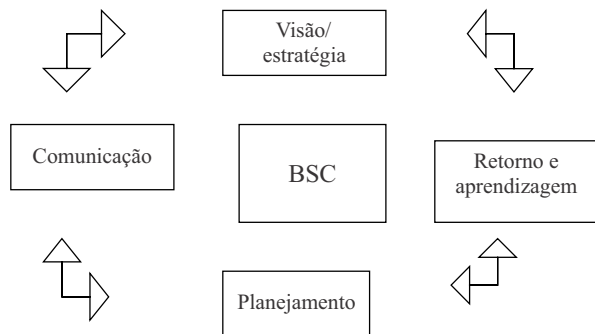 Visão/
estratégia
Comunicação
BSC
Retorno e
aprendizagem
Planejamento